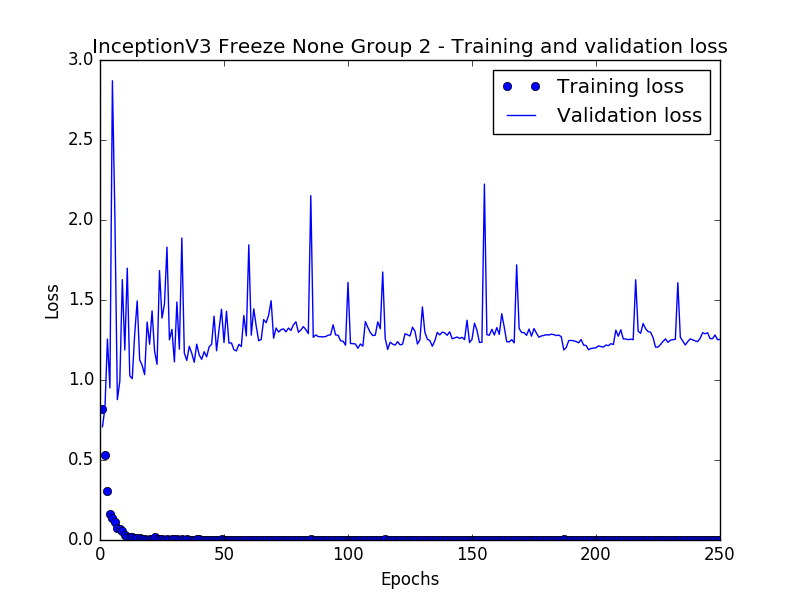 InceptionV3 Freeze None Group 2 - Training and validation loss
3.0
2.5
2.0
1.5
1.0
0.5
0.0
Loss
Training loss
Validation loss
0
50
100
150
200
250
Epochs